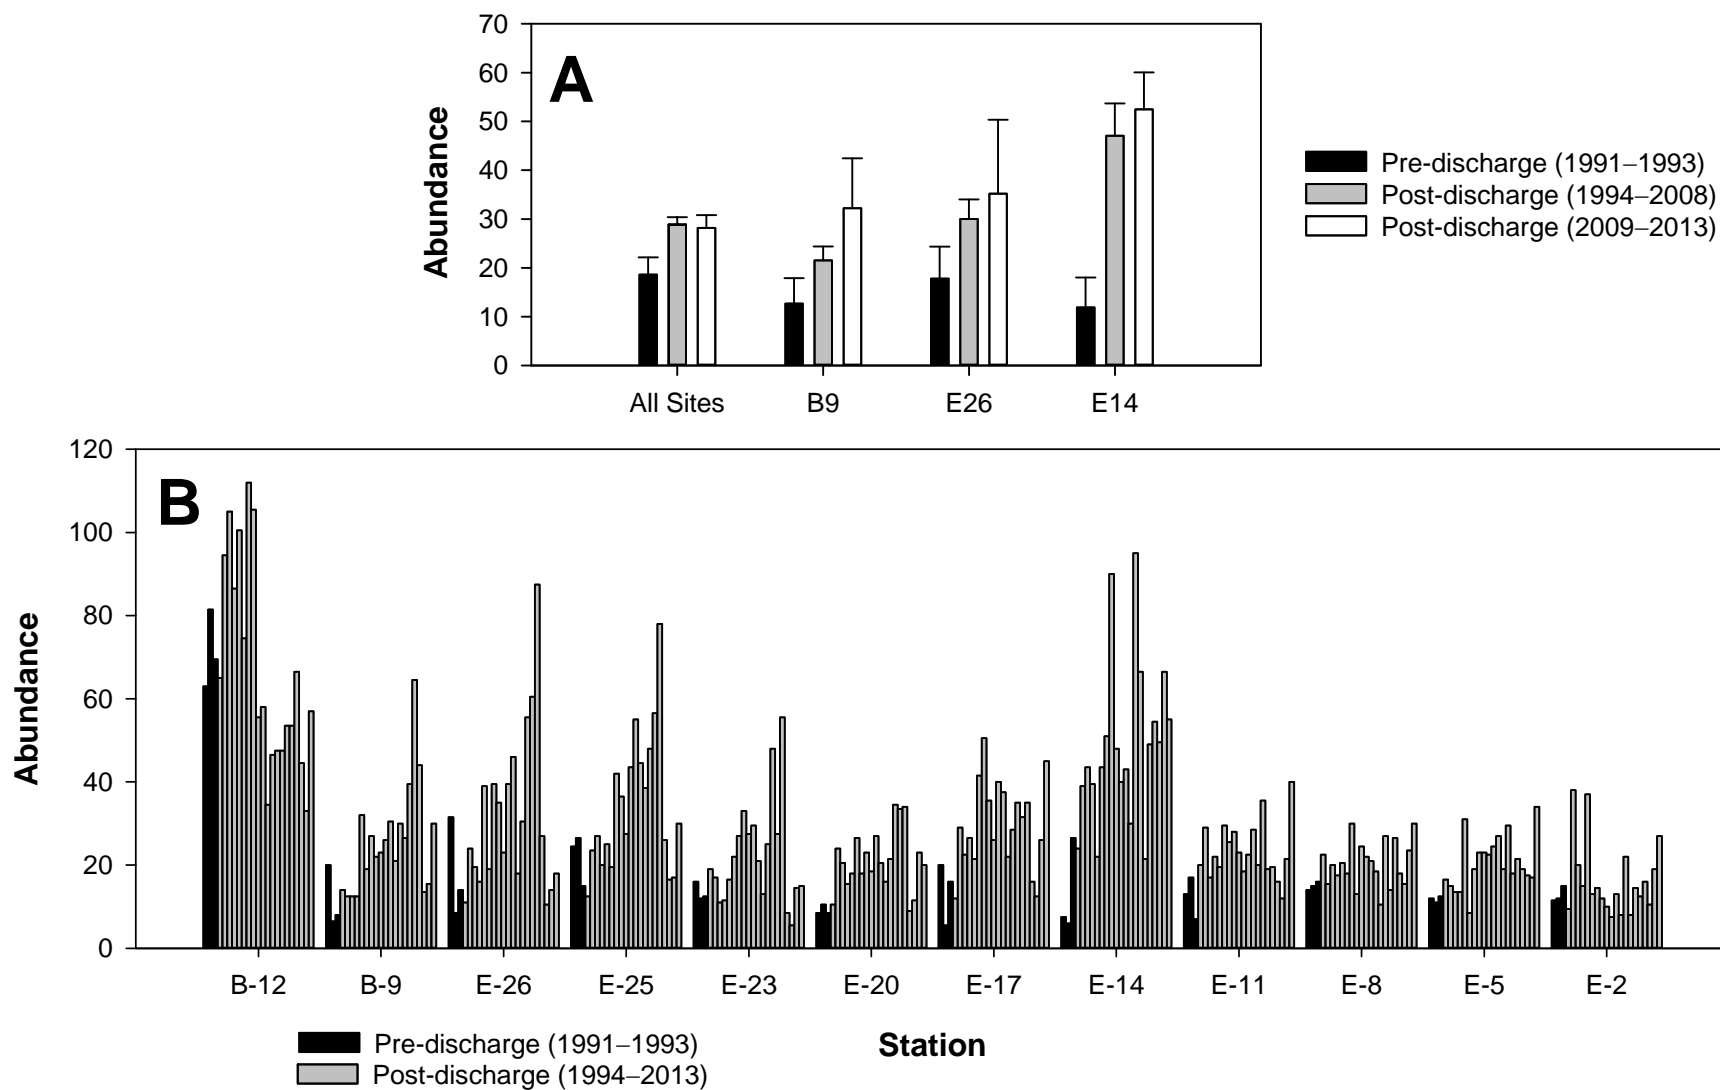 70
60
50
40
30
20
10
0
Abundance
A
All Sites B9 E26 E14
Pre-discharge (1991–1993)
Post-discharge (1994–2008)
Post-discharge (2009–2013)
120
100
80
60
40
20
0
Abundance
B
B-12 B-9 E-26 E-25 E-23 E-20 E-17 E-14 E-11 E-8 E-5 E-2
Station
Pre-discharge (1991–1993)
Post-discharge (1994–2013)